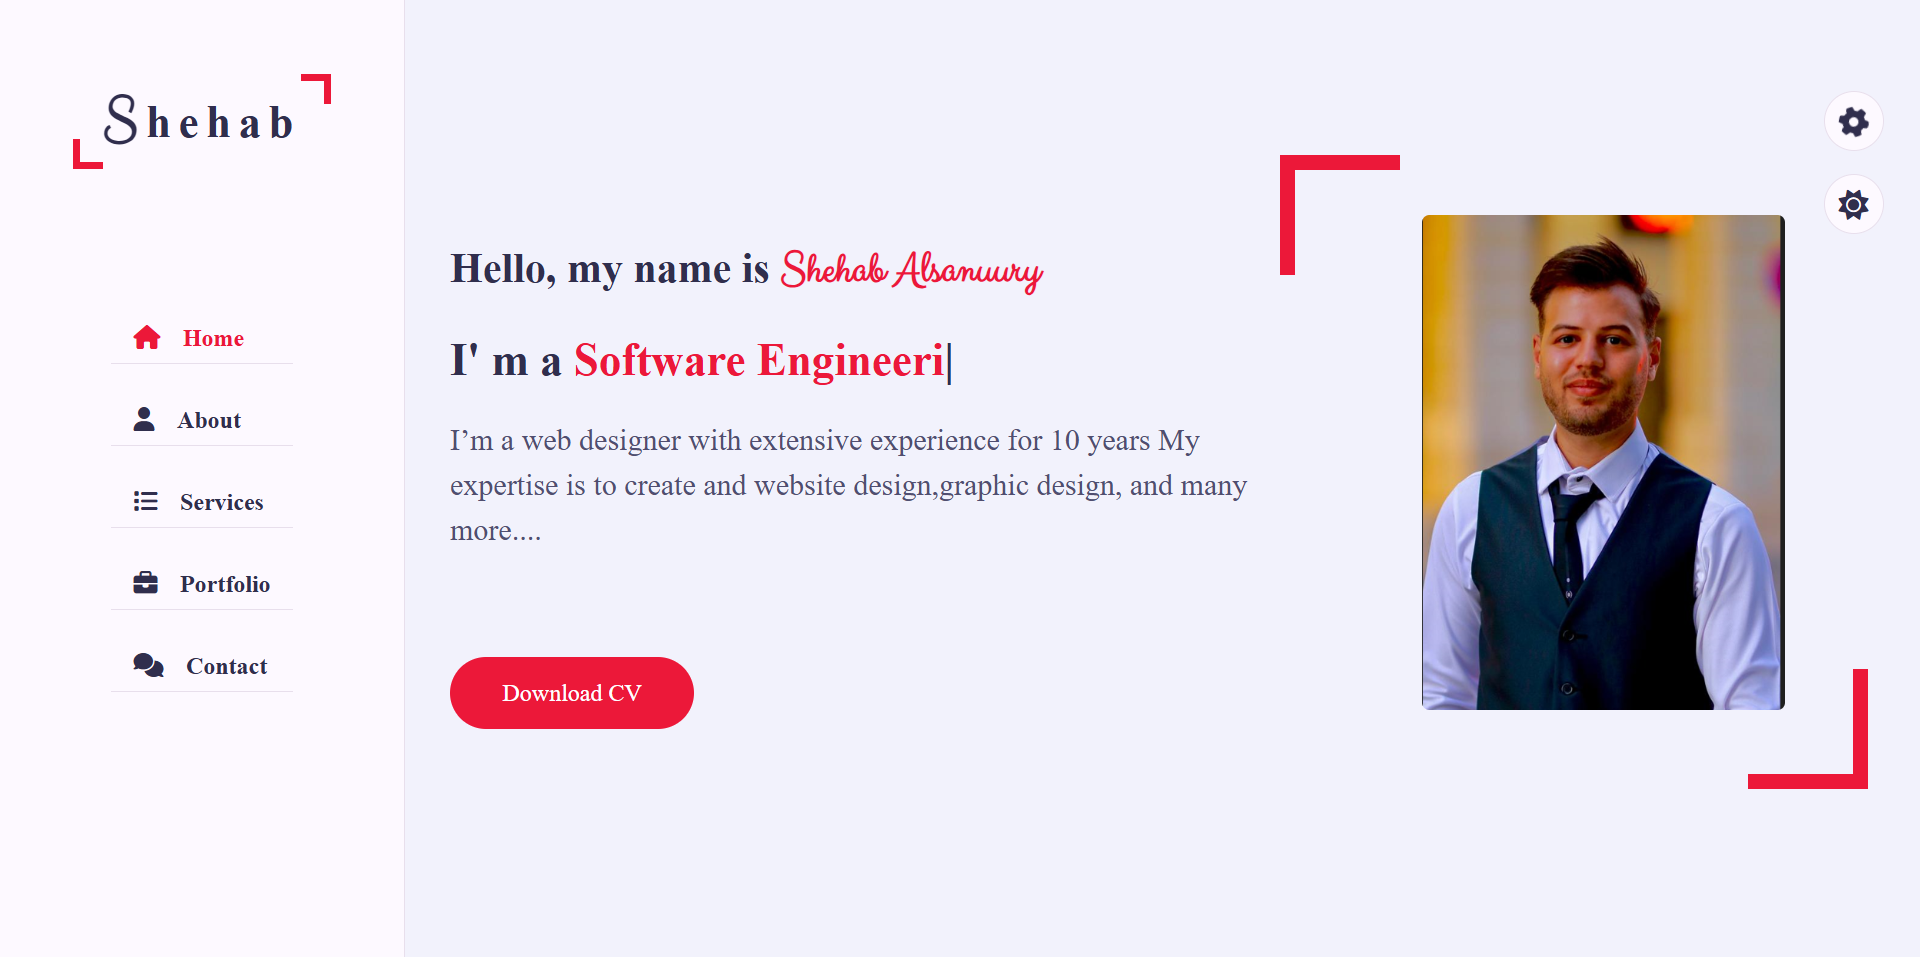 Shehab
Home
About
Services
Portfolio
Contact
Hello, my name is Shehab Alsanuury
I' m a Software Engineeri|
I’m a web designer with extensive experience for 10 years My
expertise is to create and website design,graphic design, and many
more....
Download CV